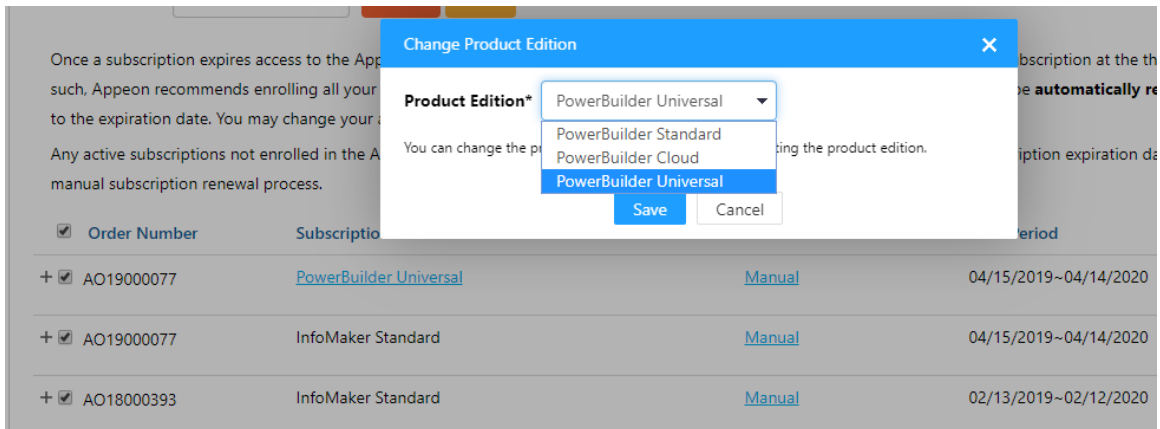 Change Product Edition
Once a subscription expires access to the App
bscription at the th
such, Appeon recommends enrolling all your
Product Edition*
PowerBuilder Universal
be automatically re
to the expiration date. You may change your
PowerBuilder Standard
You can change the
ting the product edition.
PowerBuilder Cloud
Any active subscriptions not enrolled in the A
iption expiration da
PowerBuilder Universal
manual subscription renewal process.
Save
Cancel
Order Number
Subscriptio
Period
AO19000077
PowerBuilder Universal
Manual
04/15/2019~04/14/2020
AO19000077
InfoMaker Standard
Manual
04/15/2019~04/14/2020
AO18000393
InfoMaker Standard
Manual
02/13/2019~02/12/2020